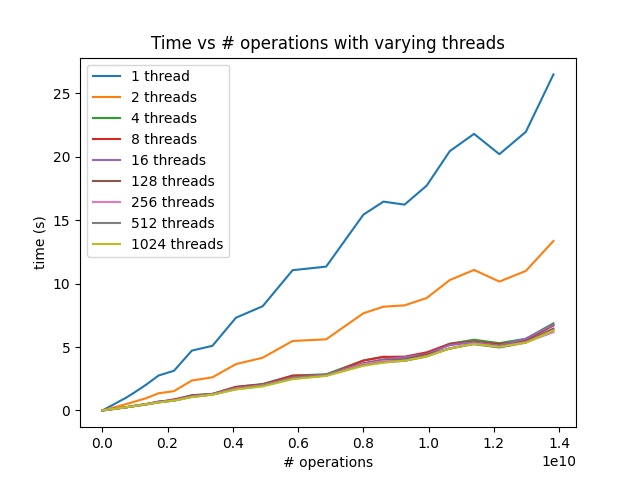 Time vs # operations with varying threads
1 thread
2 threads
4 threads
8 threads
16 threads
128 threads
256 threads
512 threads
1024 threads
25
20
15
10
5
0
time (s)
0.0 0.2 0.4 0.6 0.8 1.0 1.2 1.4
1e10
# operations